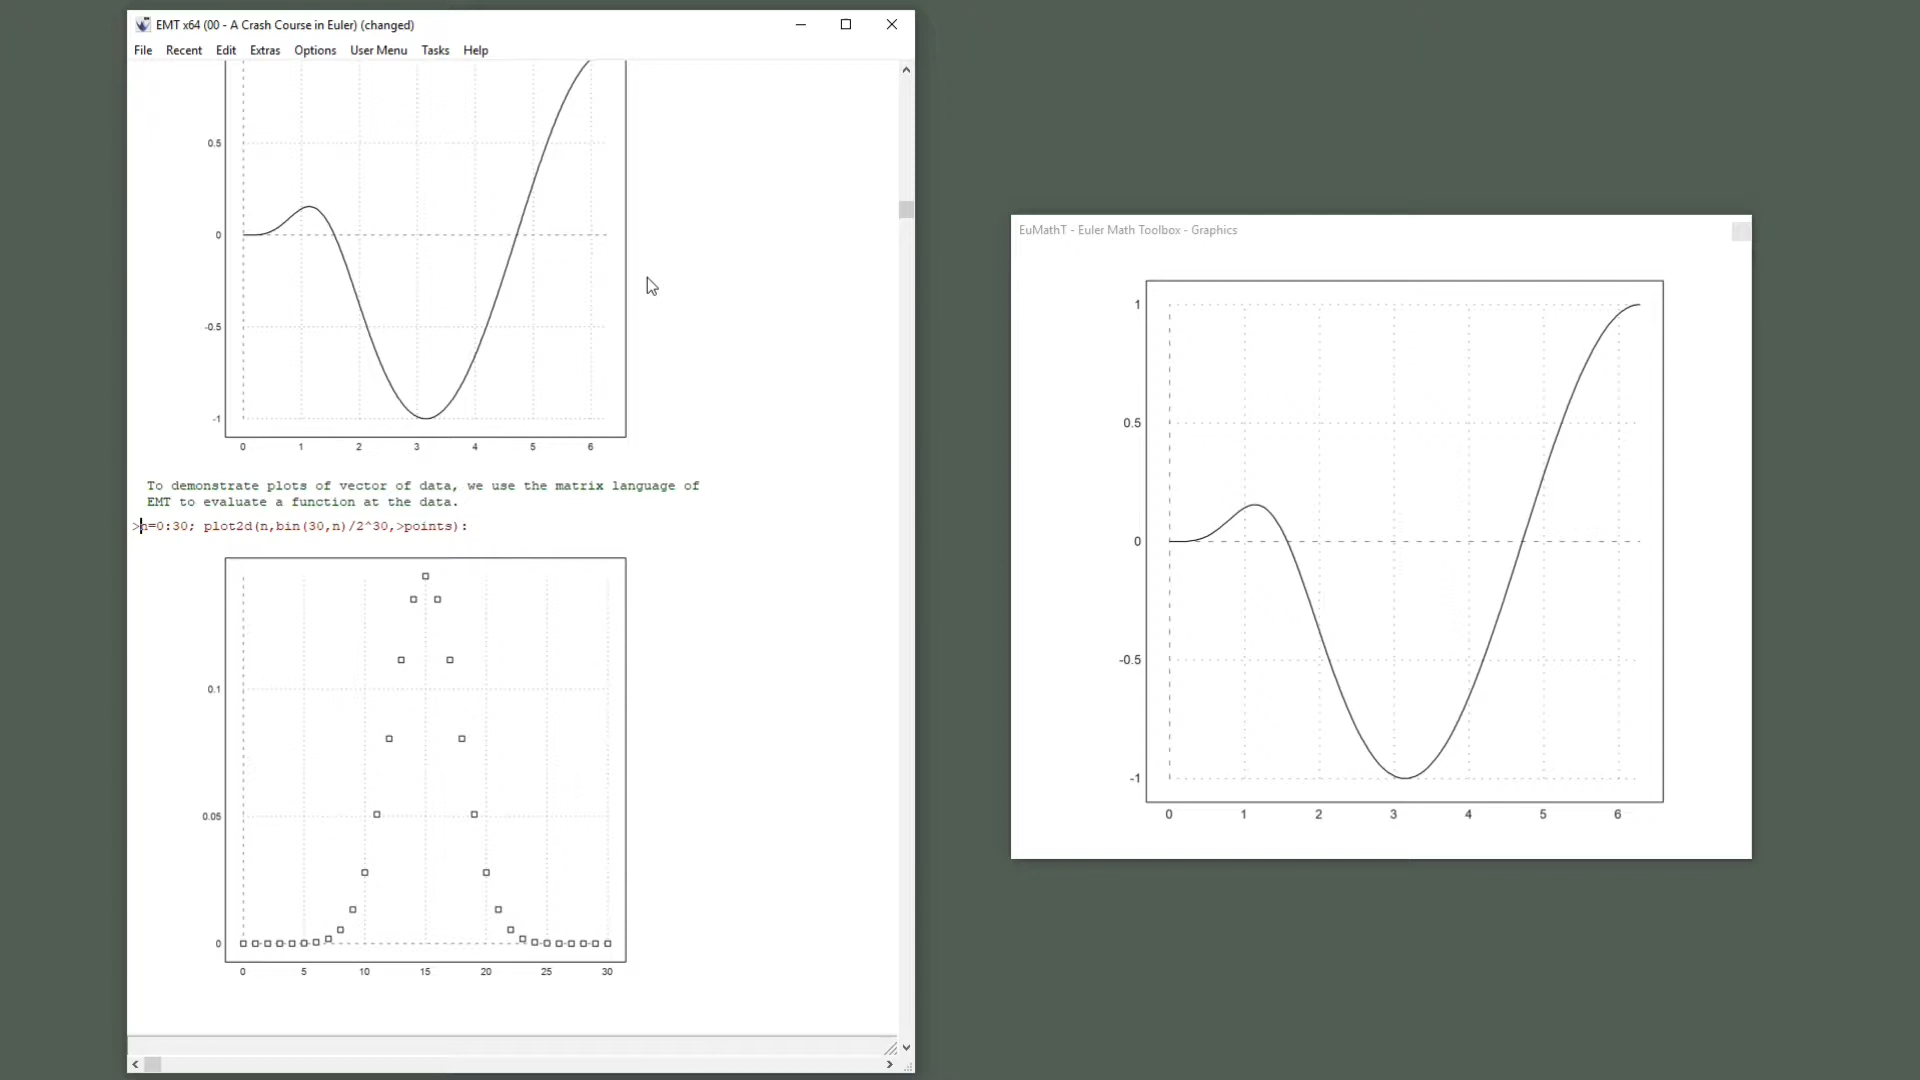 EMT x64 (00 - A Crash Course in Euler) (changed)
File Recent Edit Extras Options User Menu Tasks Help
0.5
0
-0.5
-1
0 1 2 3 4 5 6
To demonstrate plots of vector of data, we use the matrix language of
EMT to evaluate a function at the data.
>n=0:30; plot2d(n,bin(30,n)/2^30,>points):
0.1
0.05
0
0 5 10 15 20 25 30
EuMathT - Euler Math Toolbox - Graphics
1
0.5
0
-0.5
-1
0 1 2 3 4 5 6